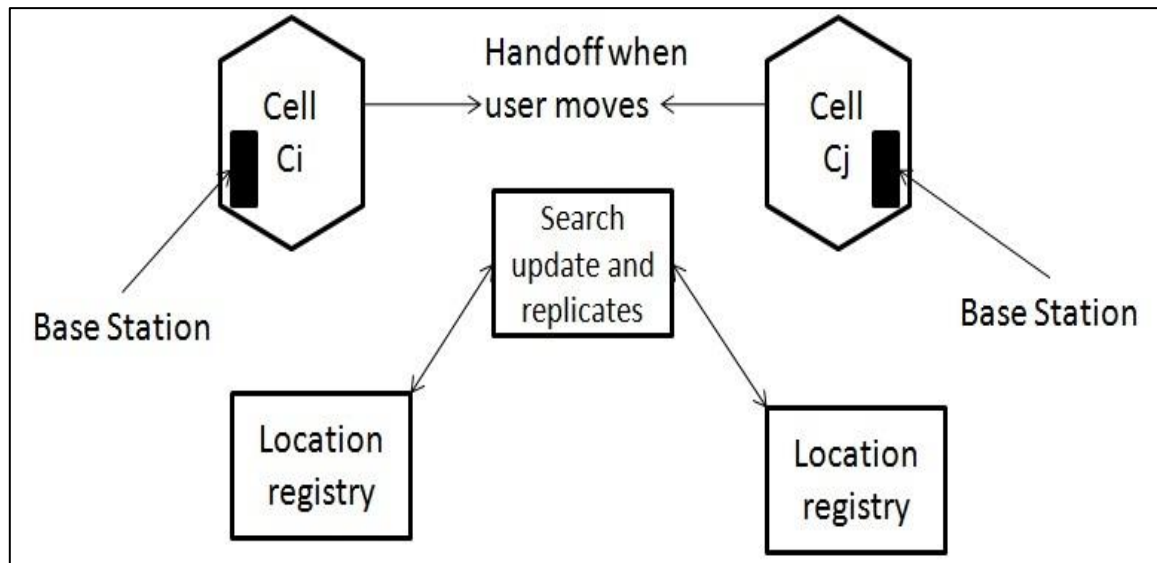 Handoff when
user moves
Cell
Ci
Cell
Cj
Search
update and
replicates
Base Station
Base Station
Location
registry
Location
registry